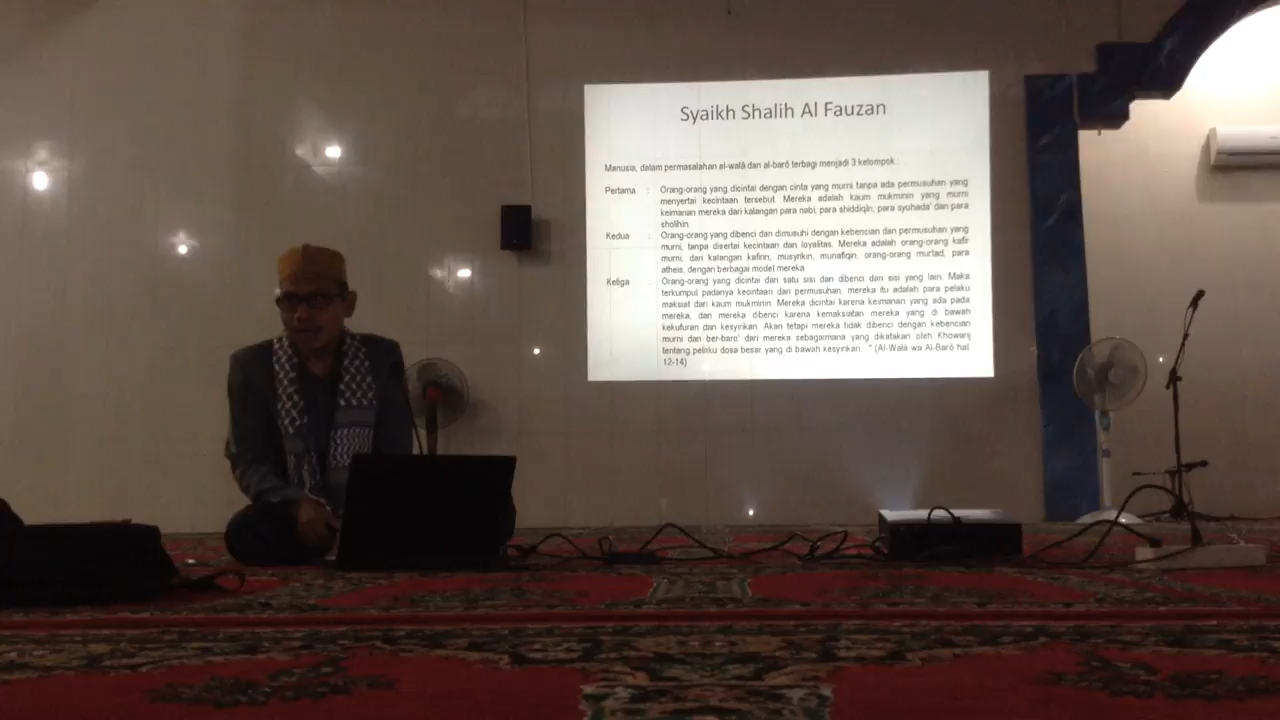 Syaikh Shalih Al Fauzan
Manusia, dalam permasalahan al-walâ dan al-barô terbagi menjadi 3 kelompok.
Pertama : Orang-orang yang dicintai dengan cinta yang murni tanpa ada permusuhan yang
menyertai kecintaan tersebut. Mereka adalah kaum mukminin yang murni
keimanan mereka dari kalangan para nabi, para shiddiqîn, para syuhada' dan para
sholihin.
Kedua : Orang-orang yang dibenci dan dimusuhi dengan kebencian dan permusuhan yang
murni, tanpa disertai kecintaan dan loyalitas. Mereka adalah orang-orang kafir
murni, dari kalangan kafirin, musyrikin, munafiqin, orang-orang murtad, para
atheis, dengan berbagai model mereka
Ketiga : Orang-orang yang dicintai dari satu sisi dan dibenci dari sisi yang lain. Maka
terkumpul padanya kecintaan dan permusuhan, mereka itu adalah para pelaku
maksiat dari kaum mukminin. Mereka dicintai karena keimanan yang ada pada
mereka, dan mereka dibenci karena kemaksiatan mereka yang di bawah
kekufuran dan kesyirikan. Akan tetapi mereka tidak dibenci dengan kebencian
murni dan ber-baro' dari mereka sebagaimana yang dikatakan oleh Khowarij
tentang pelaku dosa besar yang di bawah kesyirikan." (Al-Walâ wa Al-Barô hal.
12-14)